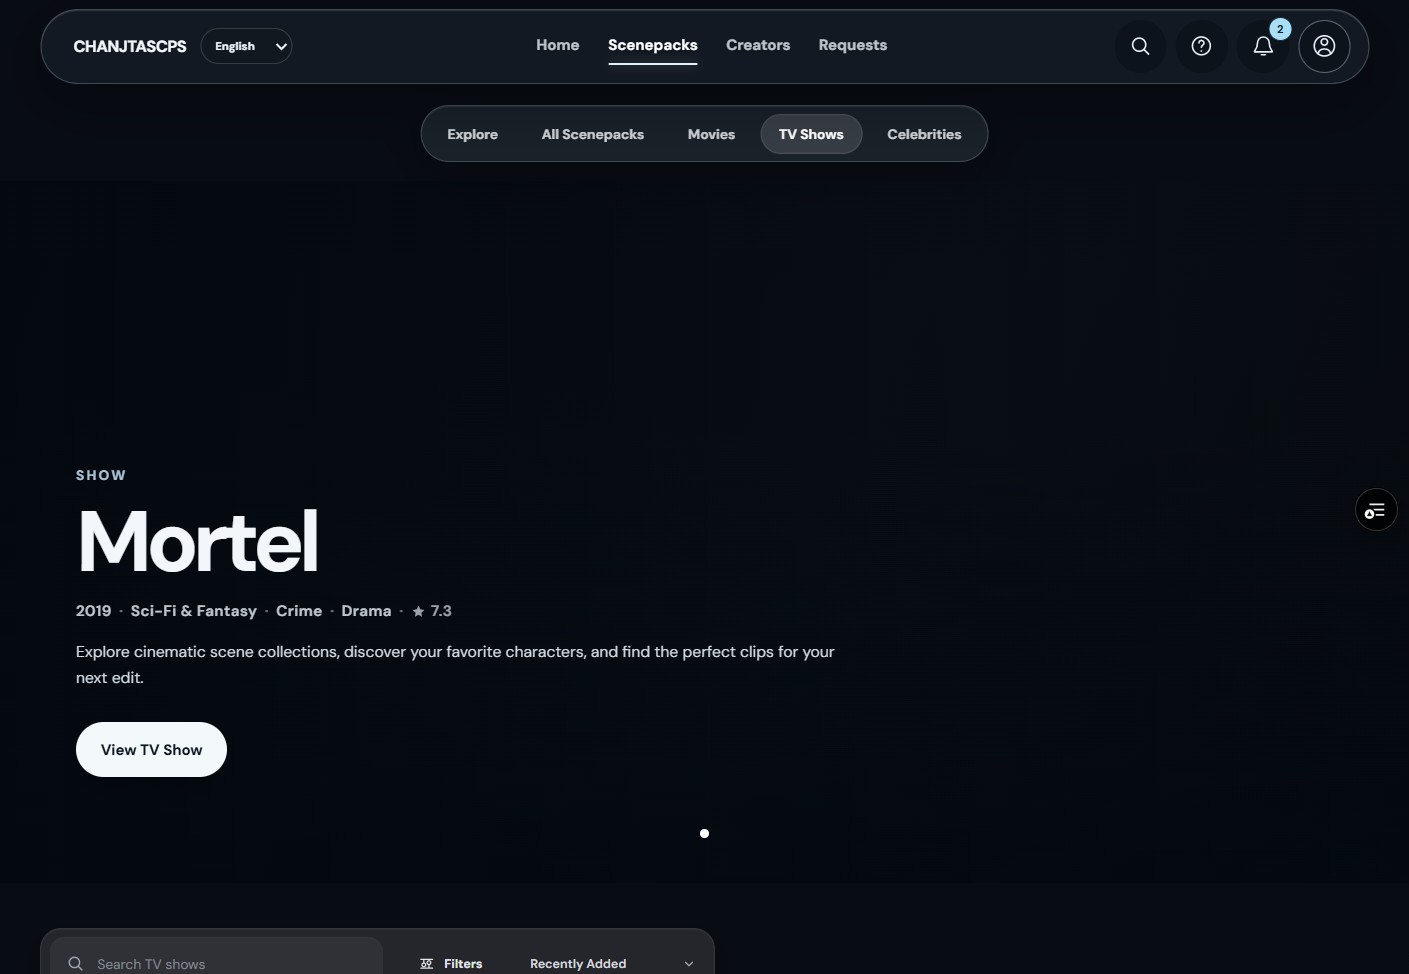 CHANJTASCPS
English
Home
Scenepacks
Creators
Requests
2
Explore
All Scenepacks
Movies
TV Shows
Celebrities
SHOW
Mortel
2019 · Sci-Fi & Fantasy · Crime · Drama · ★ 7.3
Explore cinematic scene collections, discover your favorite characters, and find the perfect clips for your
next edit.
View TV Show
Search TV shows
Filters
Recently Added